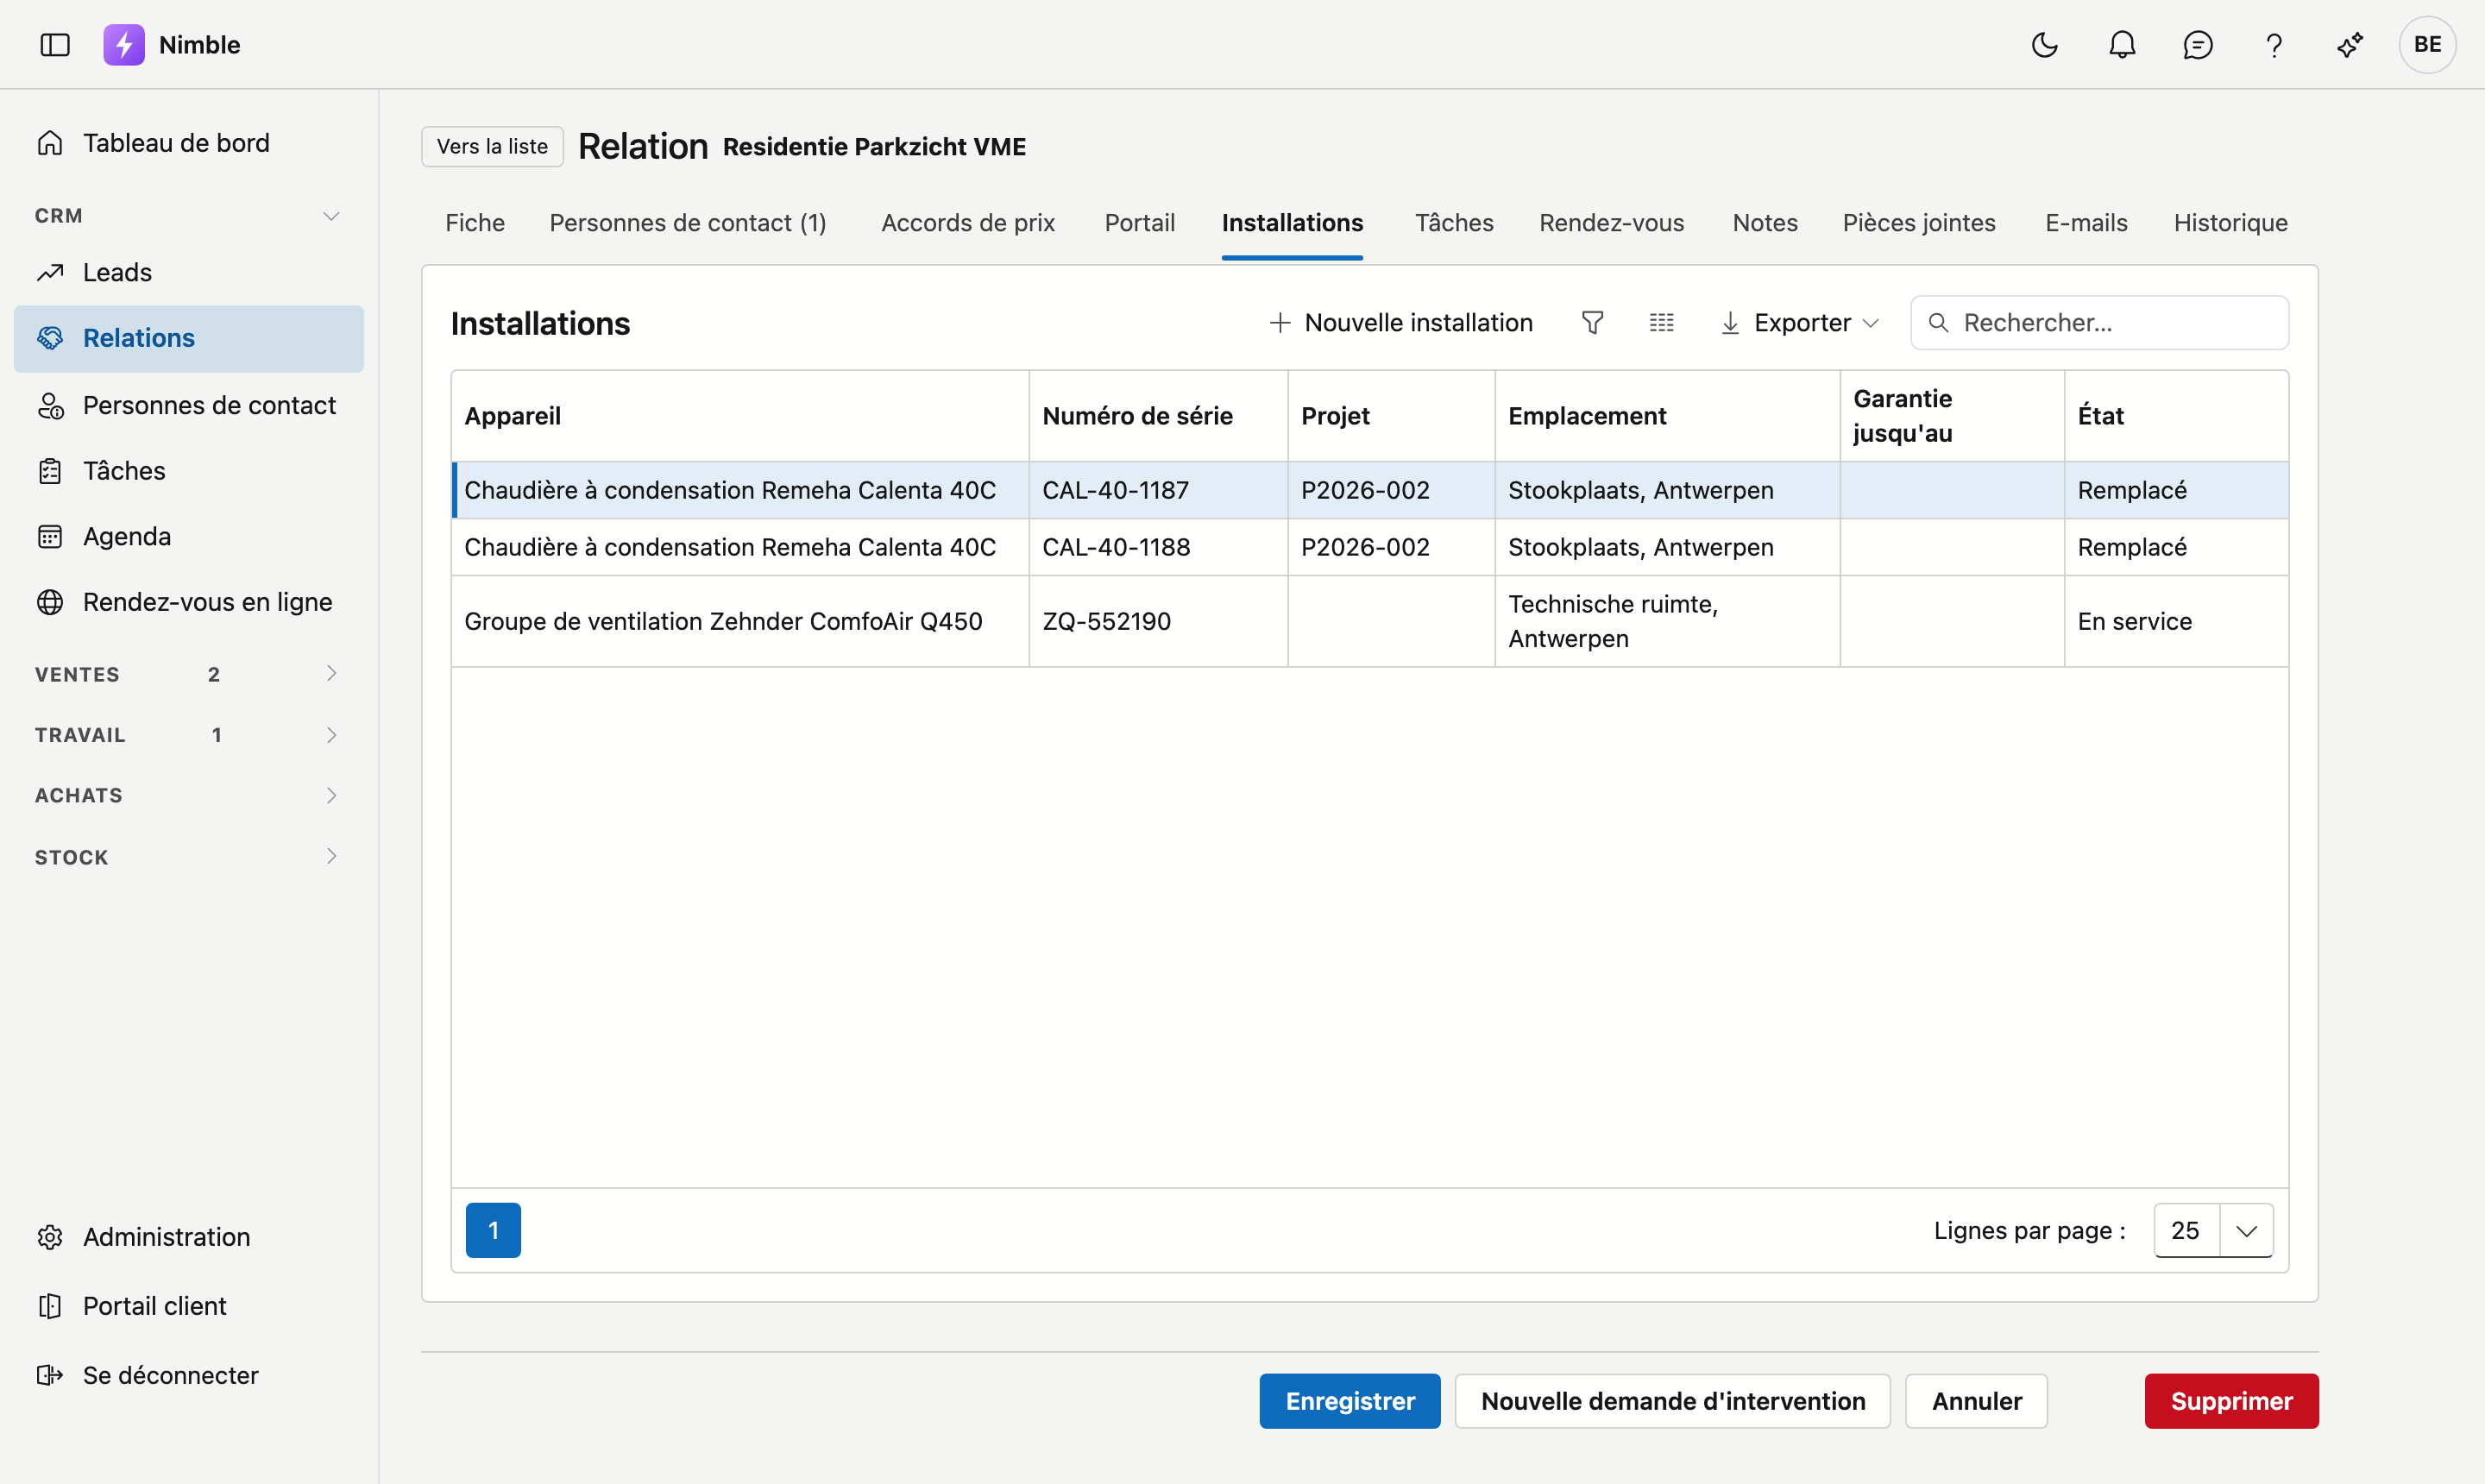 Nimble
BE
Tableau de bord
CRM
Leads
Relations
Personnes de contact
Tâches
Agenda
Rendez-vous en ligne
VENTES 2
TRAVAIL 1
ACHATS
STOCK
Administration
Portail client
Se déconnecter
Vers la liste Relation Residentie Parkzicht VME
Fiche Personnes de contact (1) Accords de prix Portail Installations Tâches Rendez-vous Notes Pièces jointes E-mails Historique
Installations Nouvelle installation Exporter Rechercher...
Appareil Numéro de série Projet Emplacement Garantie jusqu'au État
Chaudière à condensation Remeha Calenta 40C CAL-40-1187 P2026-002 Stookplaats, Antwerpen Remplacé
Chaudière à condensation Remeha Calenta 40C CAL-40-1188 P2026-002 Stookplaats, Antwerpen Remplacé
Groupe de ventilation Zehnder ComfoAir Q450 ZQ-552190 Technische ruimte, Antwerpen En service
1 Lignes par page : 25
Enregistrer Nouvelle demande d'intervention Annuler Supprimer